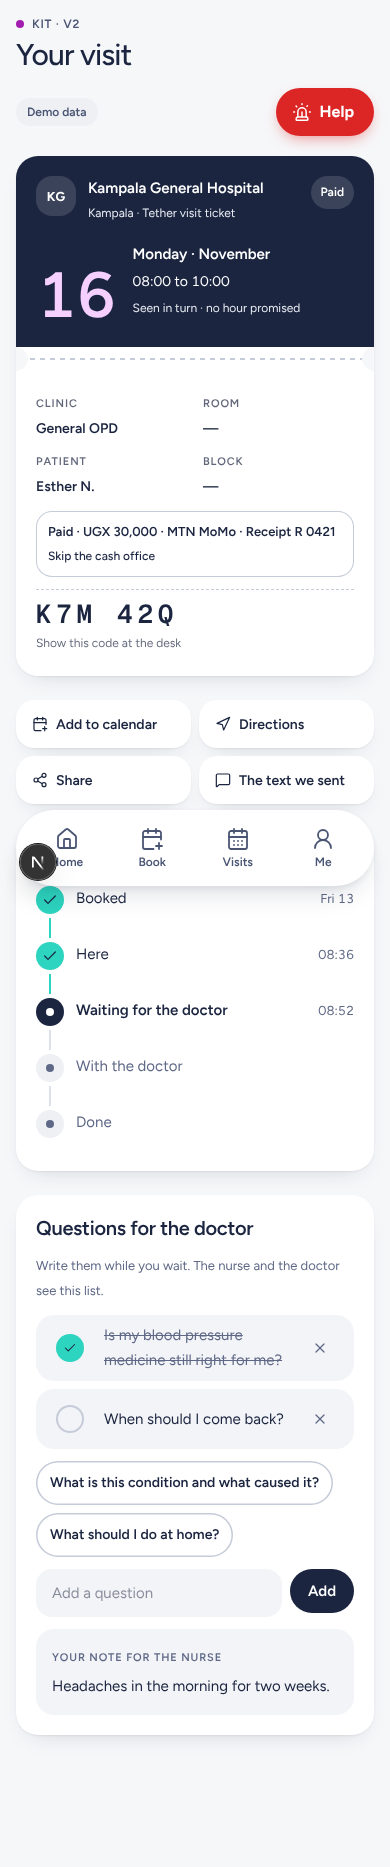 KIT · V2
Your visit
Demo data
Help
KG
Kampala General Hospital
Kampala · Tether visit ticket
Paid
16
Monday · November
08:00 to 10:00
Seen in turn · no hour promised
CLINIC
ROOM
General OPD
—
PATIENT
BLOCK
Esther N.
—
Paid · UGX 30,000 · MTN MoMo · Receipt R 0421
Skip the cash office
K7M 42Q
Show this code at the desk
Add to calendar
Directions
Share
The text we sent
N
Book
Visits
Me
Booked
Fri 13
Here
08:36
Waiting for the doctor
08:52
With the doctor
Done
Questions for the doctor
Write them while you wait. The nurse and the doctor
see this list.
Is my blood pressure
medicine still right for me?
When should I come back?
What is this condition and what caused it?
What should I do at home?
Add a question
Add
YOUR NOTE FOR THE NURSE
Headaches in the morning for two weeks.